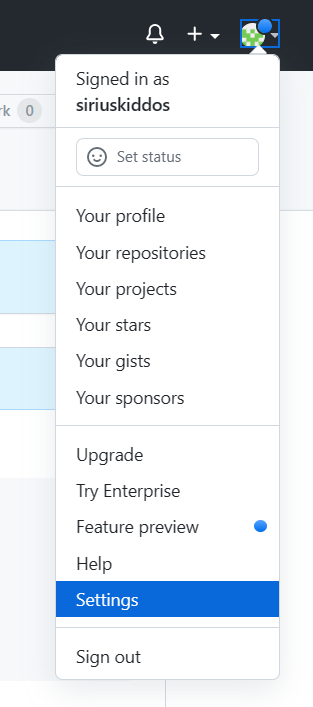 rk 0
Signed in as
siriuskiddos
Set status
Your profile
Your repositories
Your projects
Your stars
Your gists
Your sponsors
Upgrade
Try Enterprise
Feature preview
Help
Settings
Sign out